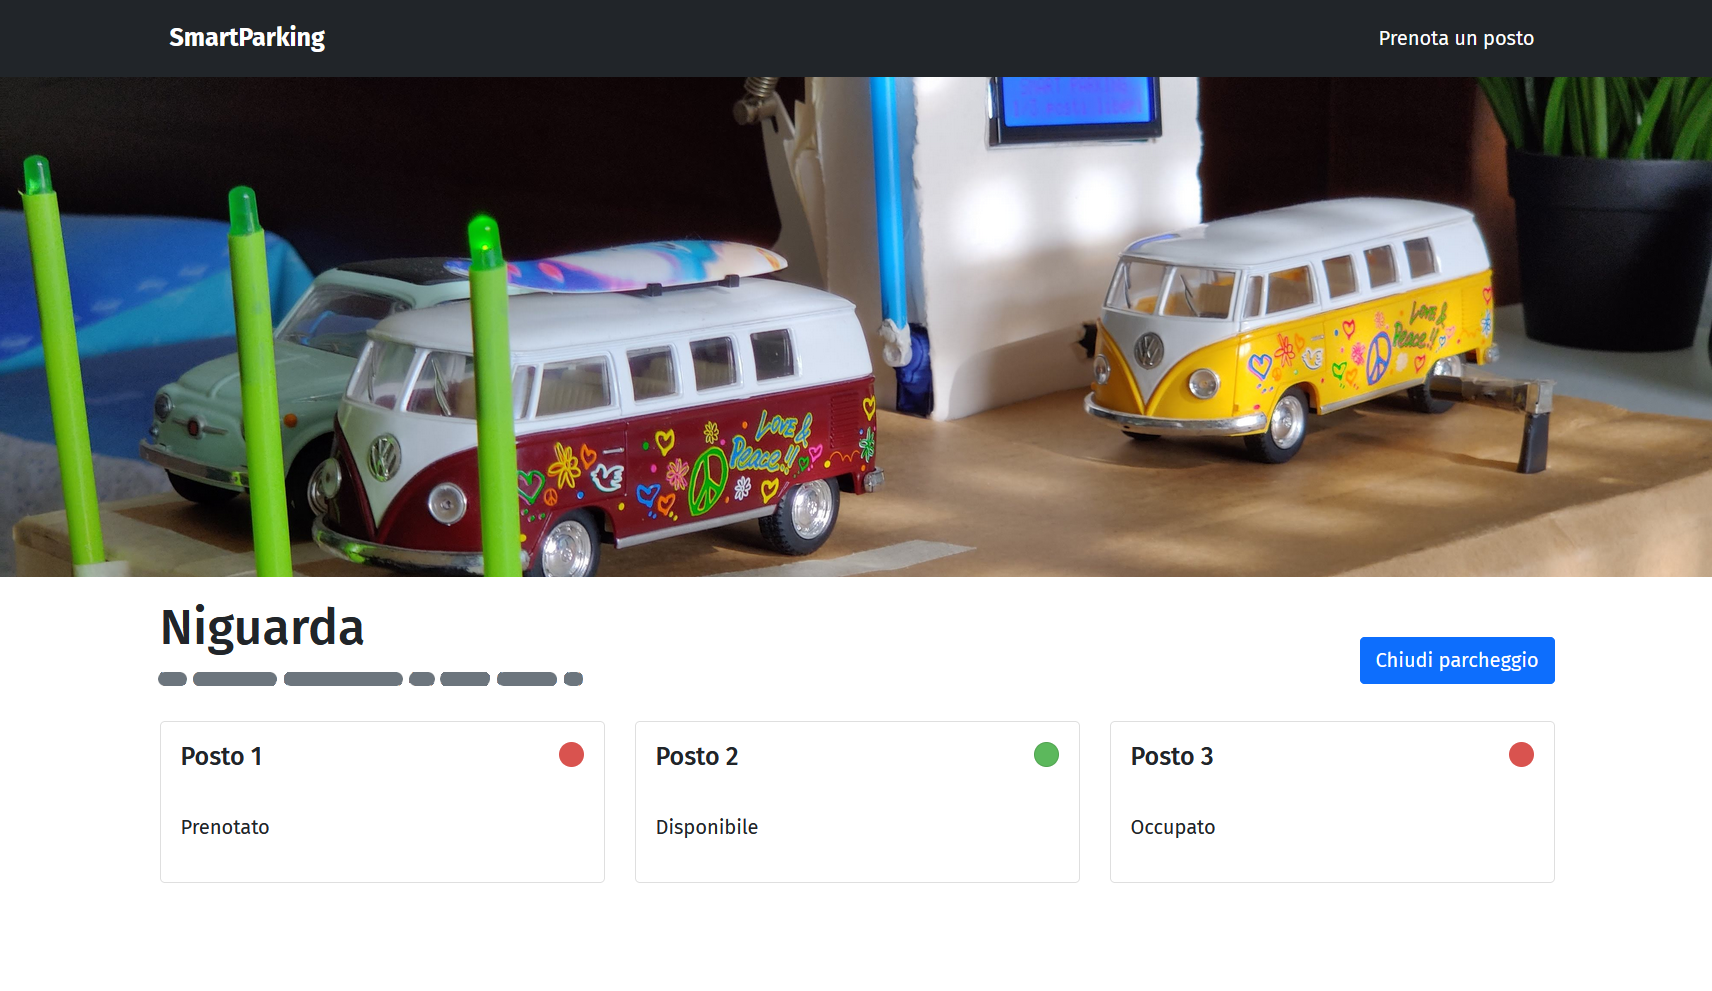 SmartParking
Prenota un posto
Love &
Peace!!
Love &
Peace!!
Niguarda
Chiudi parcheggio
Posto 1
Prenotato
Posto 2
Disponibile
Posto 3
Occupato